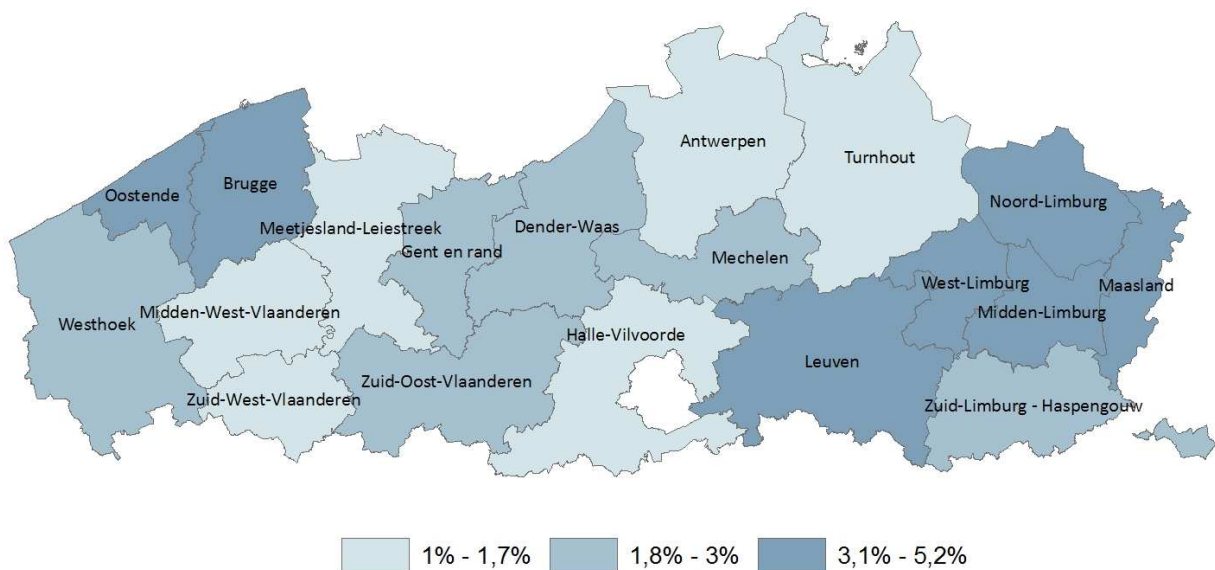 Antwerpen
Turnhout
Oostende
Brugge
Noord-Limburg
Meetjesland-Leiestreek
Dender-Waas
Gent en rand
Mechelen
West-Limburg
Maasland
Midden-West-Vlaanderen
Midden-Limburg
Westhoek
Halle-Vilvoorde
Leuven
Zuid-Oost-Vlaanderen
Zuid-West-Vlaanderen
Zuid-Limburg - Haspengouw
1% - 1,7%
1,8% - 3%
3,1% - 5,2%